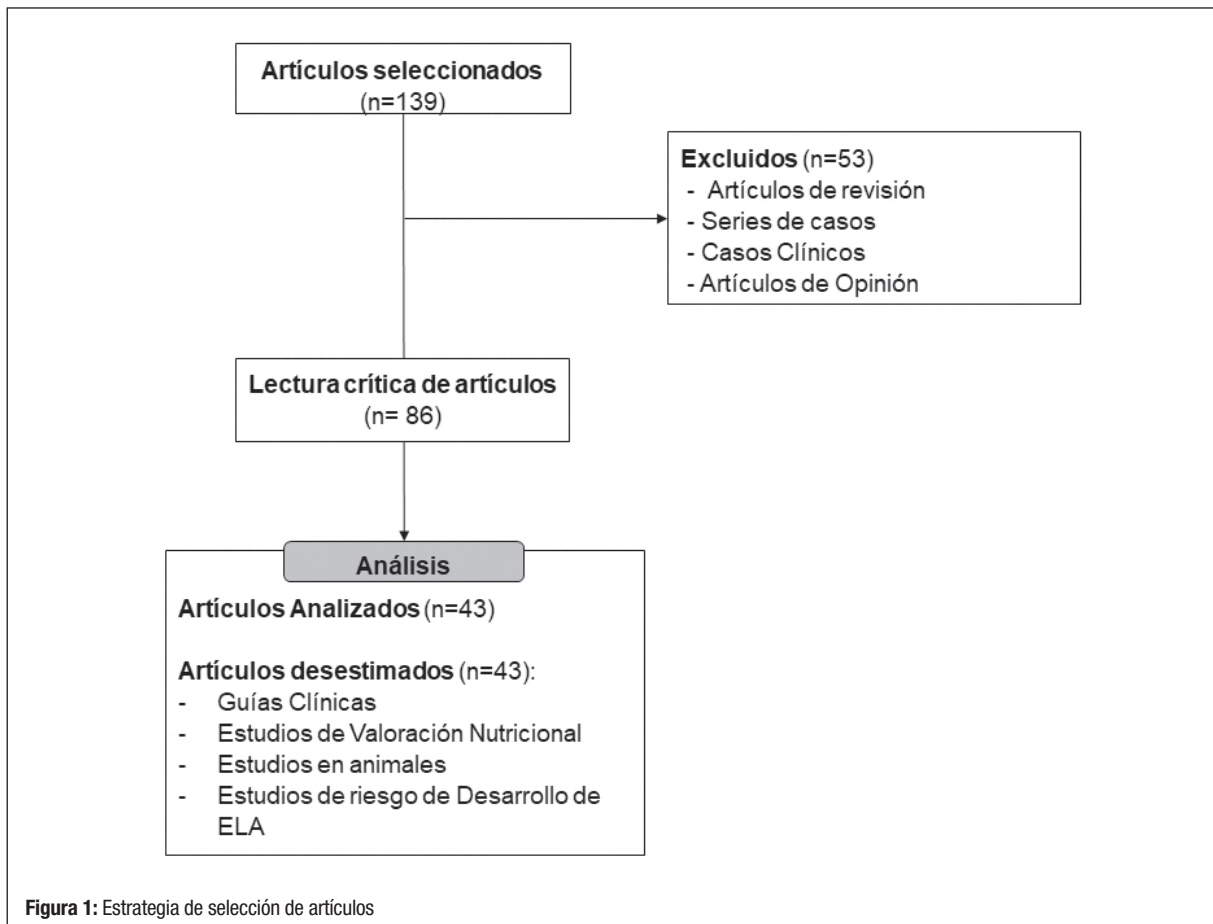 Artículos seleccionados
(n=139)
Excluidos (n=53)
- Artículos de revisión
- Series de casos
- Casos Clínicos
- Artículos de Opinión
Lectura crítica de artículos
(n= 86)
Análisis
Artículos Analizados (n=43)
Artículos desestimados (n=43):
- Guías Clínicas
- Estudios de Valoración Nutricional
- Estudios en animales
- Estudios de riesgo de Desarrollo de
ELA
Figura 1: Estrategia de selección de artículos